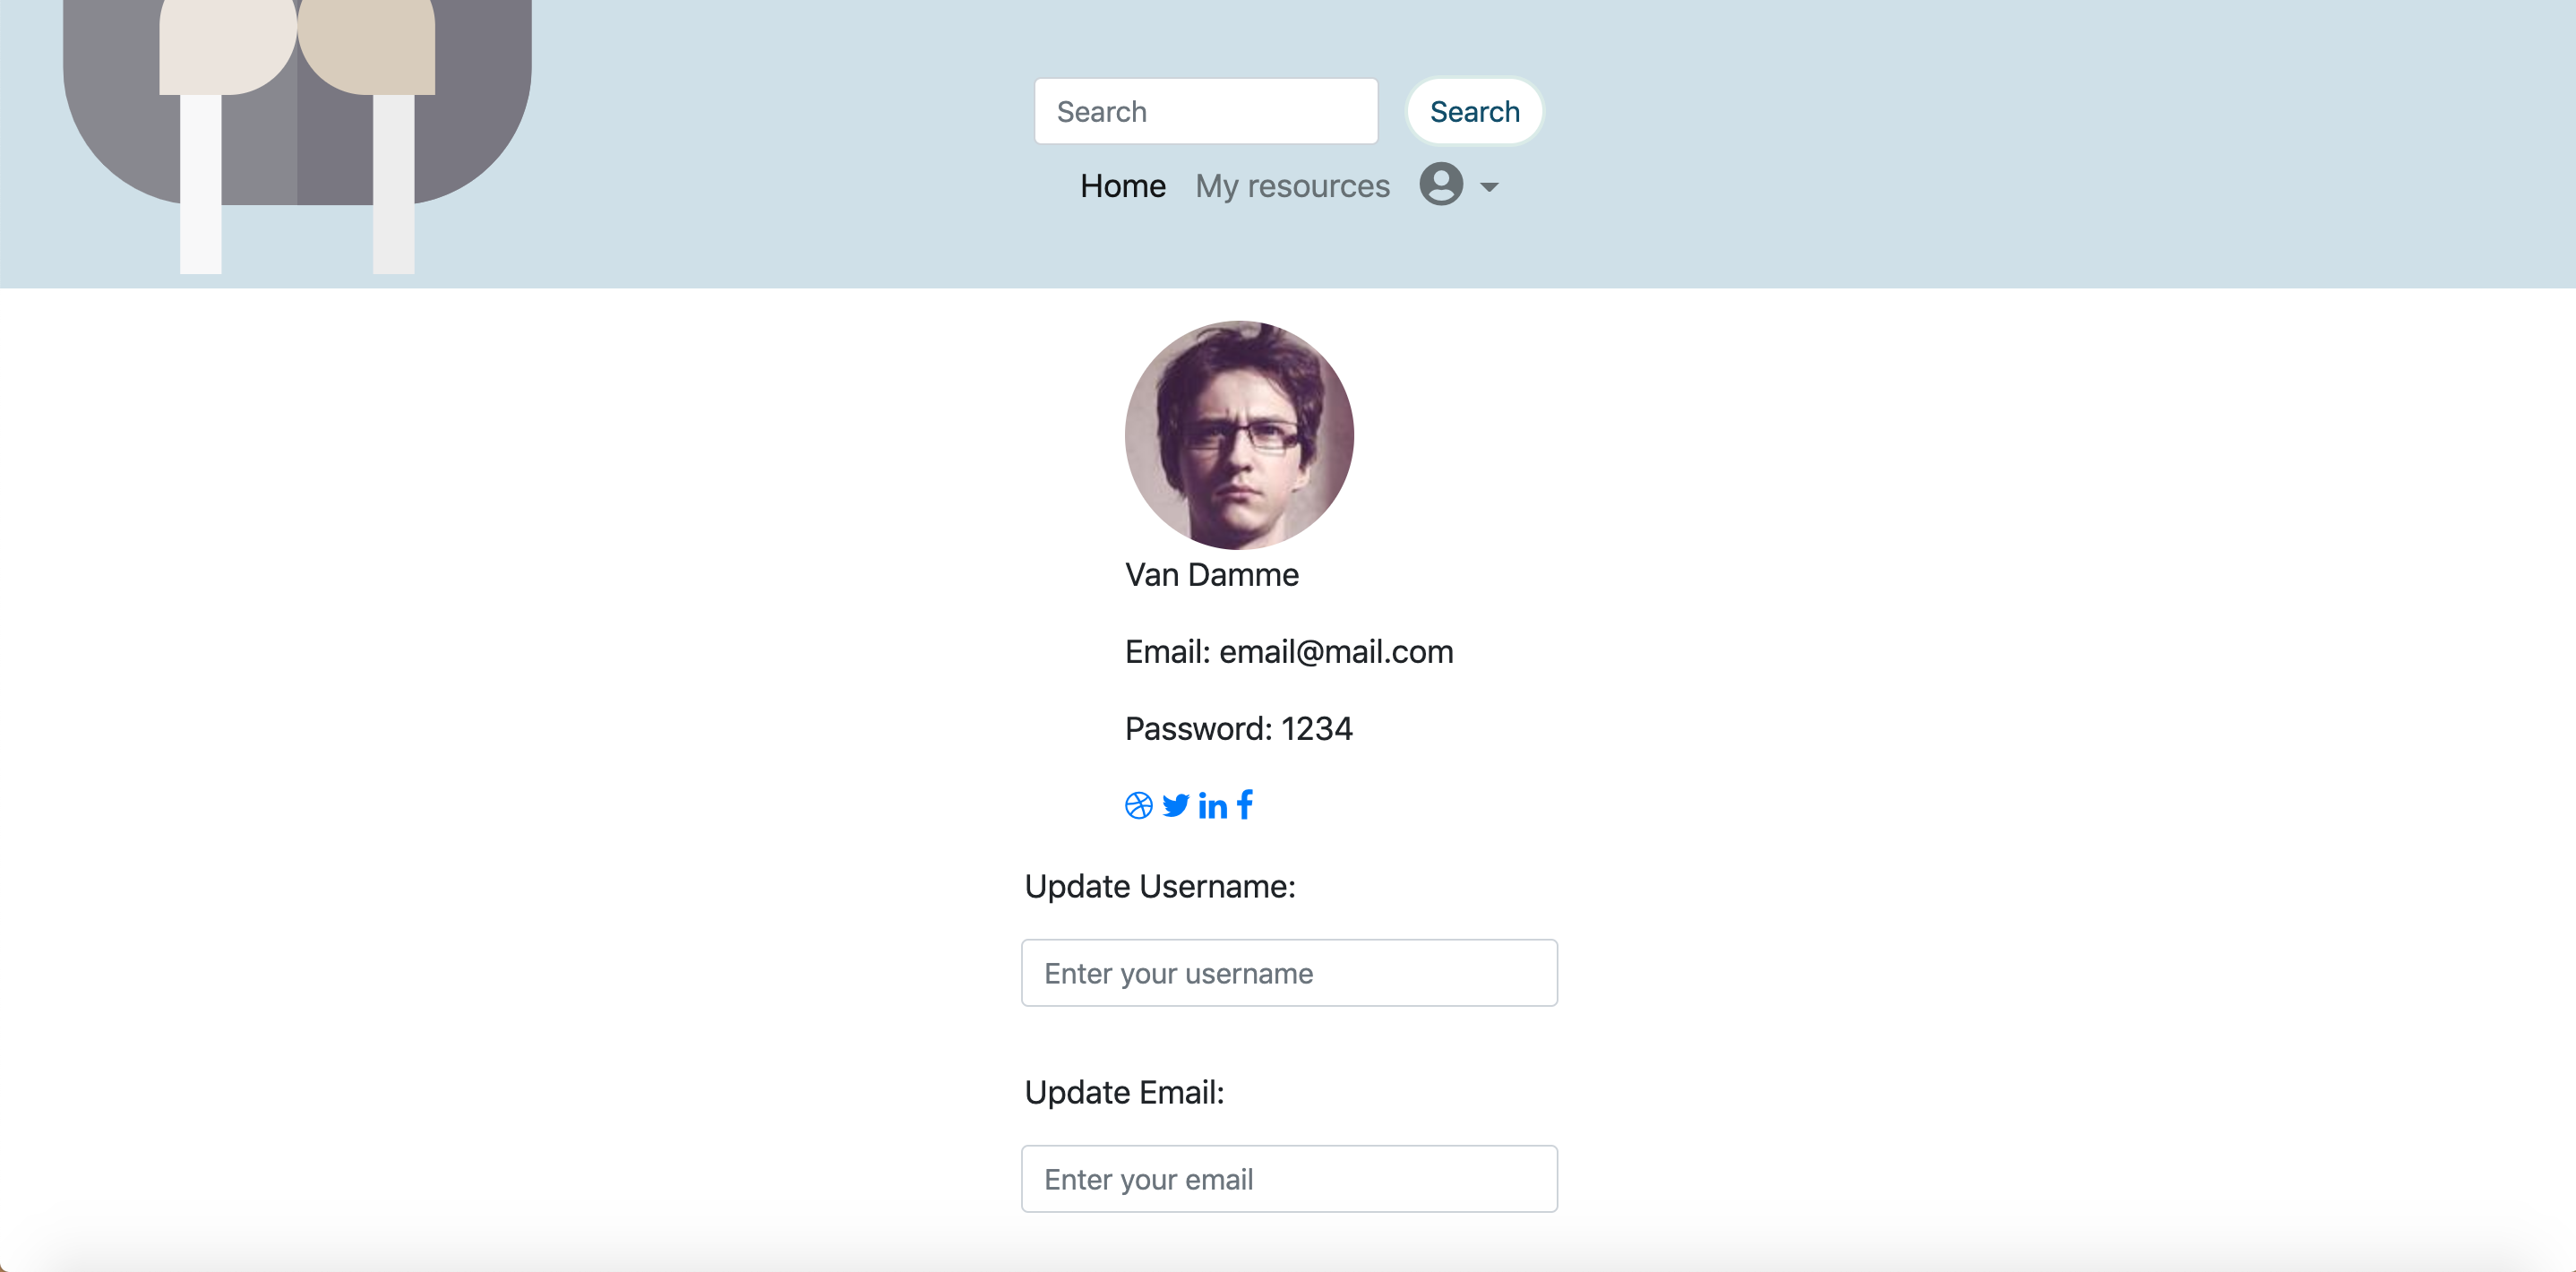 Search Search
Home My resources
Van Damme
Email: email@mail.com
Password: 1234
Update Username:
Enter your username
Update Email:
Enter your email